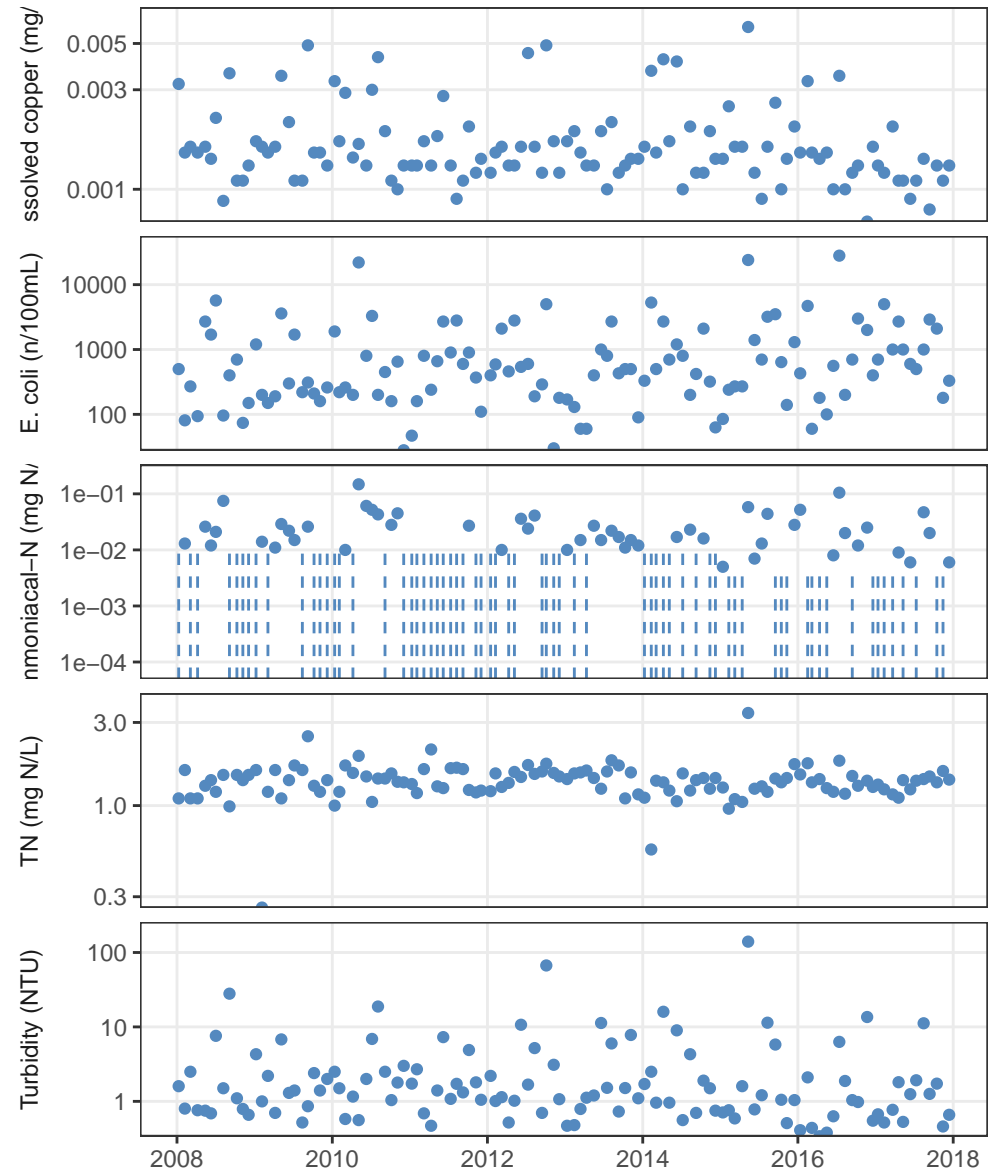 ssolved copper (mg/
0.005
0.003
0.001
E. coli (n/100mL)
10000
1000
100
nmoniacal−N (mg N/
1e−01
1e−02
1e−03
1e−04
TN (mg N/L)
3.0
1.0
0.3
Turbidity (NTU)
100
10
1
2008 2010 2012 2014 2016 2018